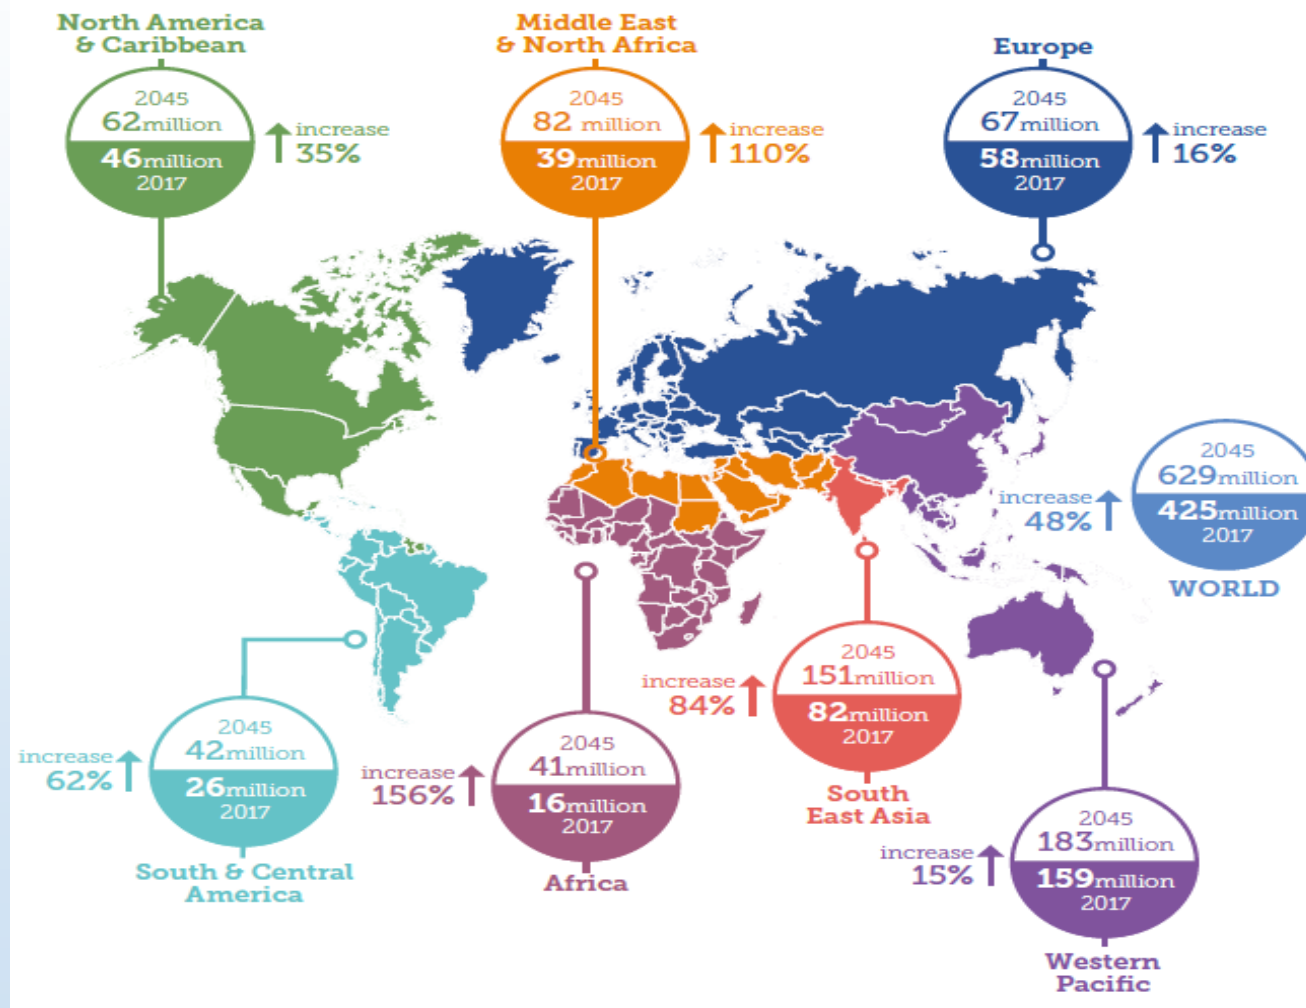 North America
& Caribbean
2045
62million
46million
2017
increase
35%
Middle East
& North Africa
2045
82 million
39million
2017
increase
110%
Europe
2045
67million
58million
2017
increase
16%
2045
629million
425million
2017
increase
48%
WORLD
2045
42million
26million
2017
increase
62%
South & Central
America
2045
41million
16million
2017
increase
156%
Africa
2045
151million
82million
2017
increase
84%
South
East Asia
2045
183million
159million
2017
increase
15%
Western
Pacific